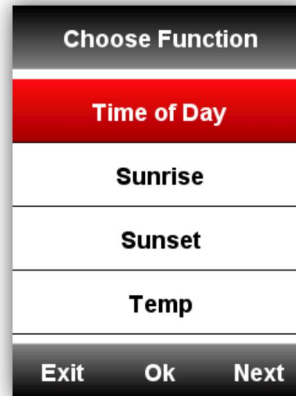 Choose Function
Time of Day
Sunrise
Sunset
Temp
Exit Ok Next